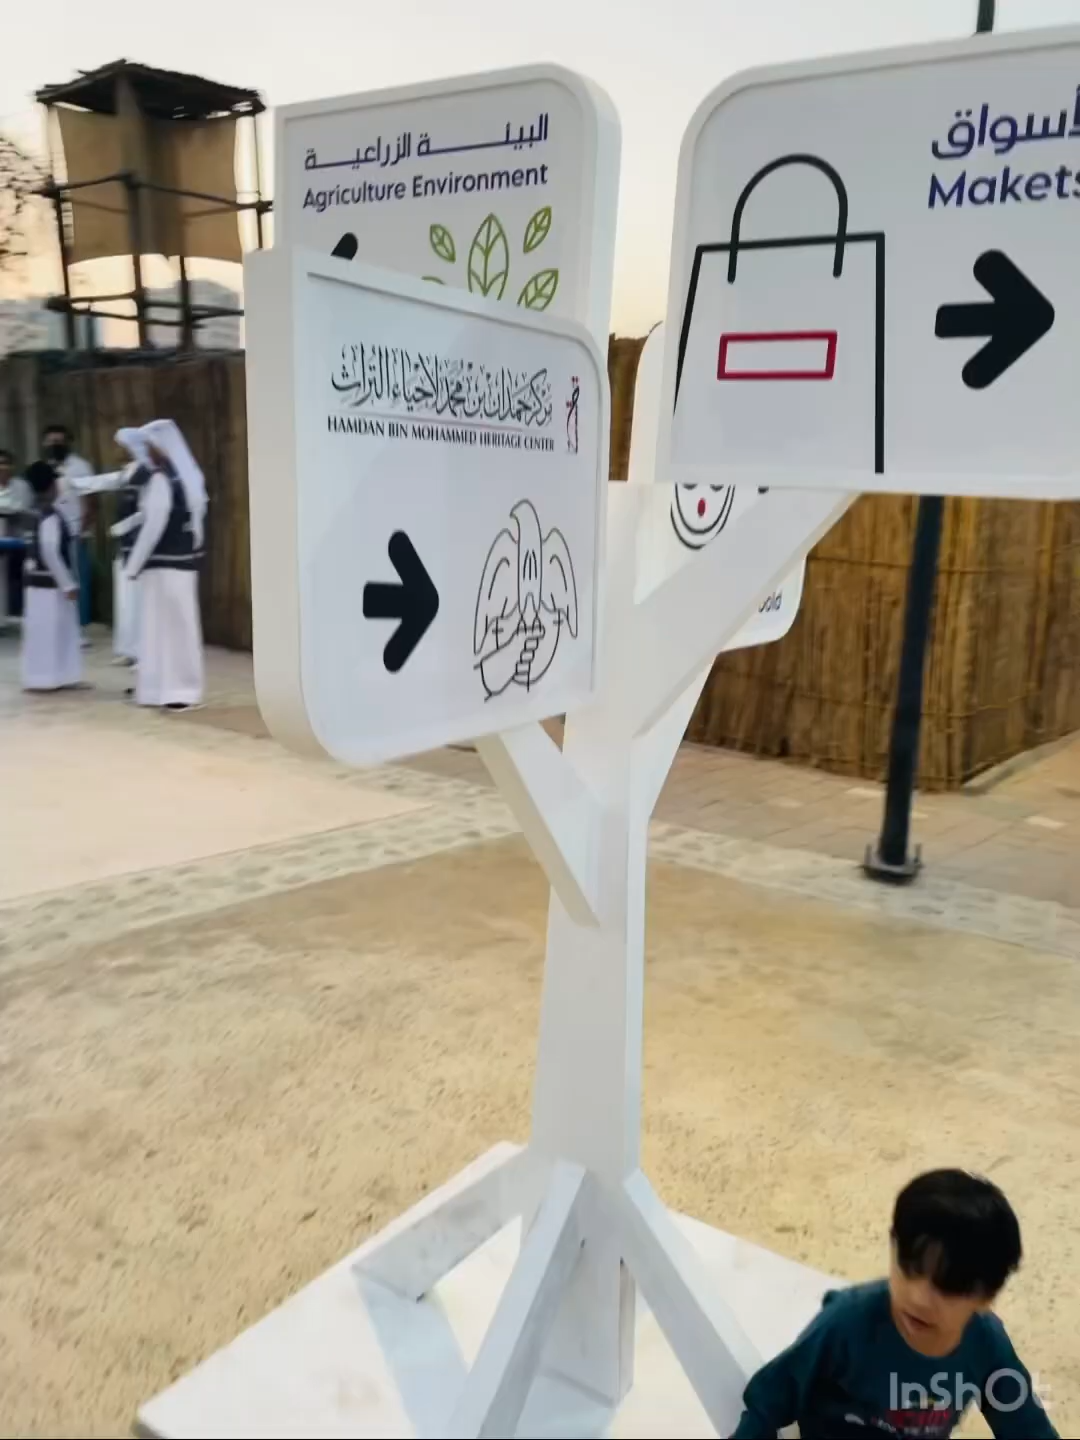 البيئة الزراعية
Agriculture Environment
أسواق
Makets
مركز حمدان بن محمد لإحياء التراث
HAMDAN BIN MOHAMMED HERITAGE CENTER
InShOt